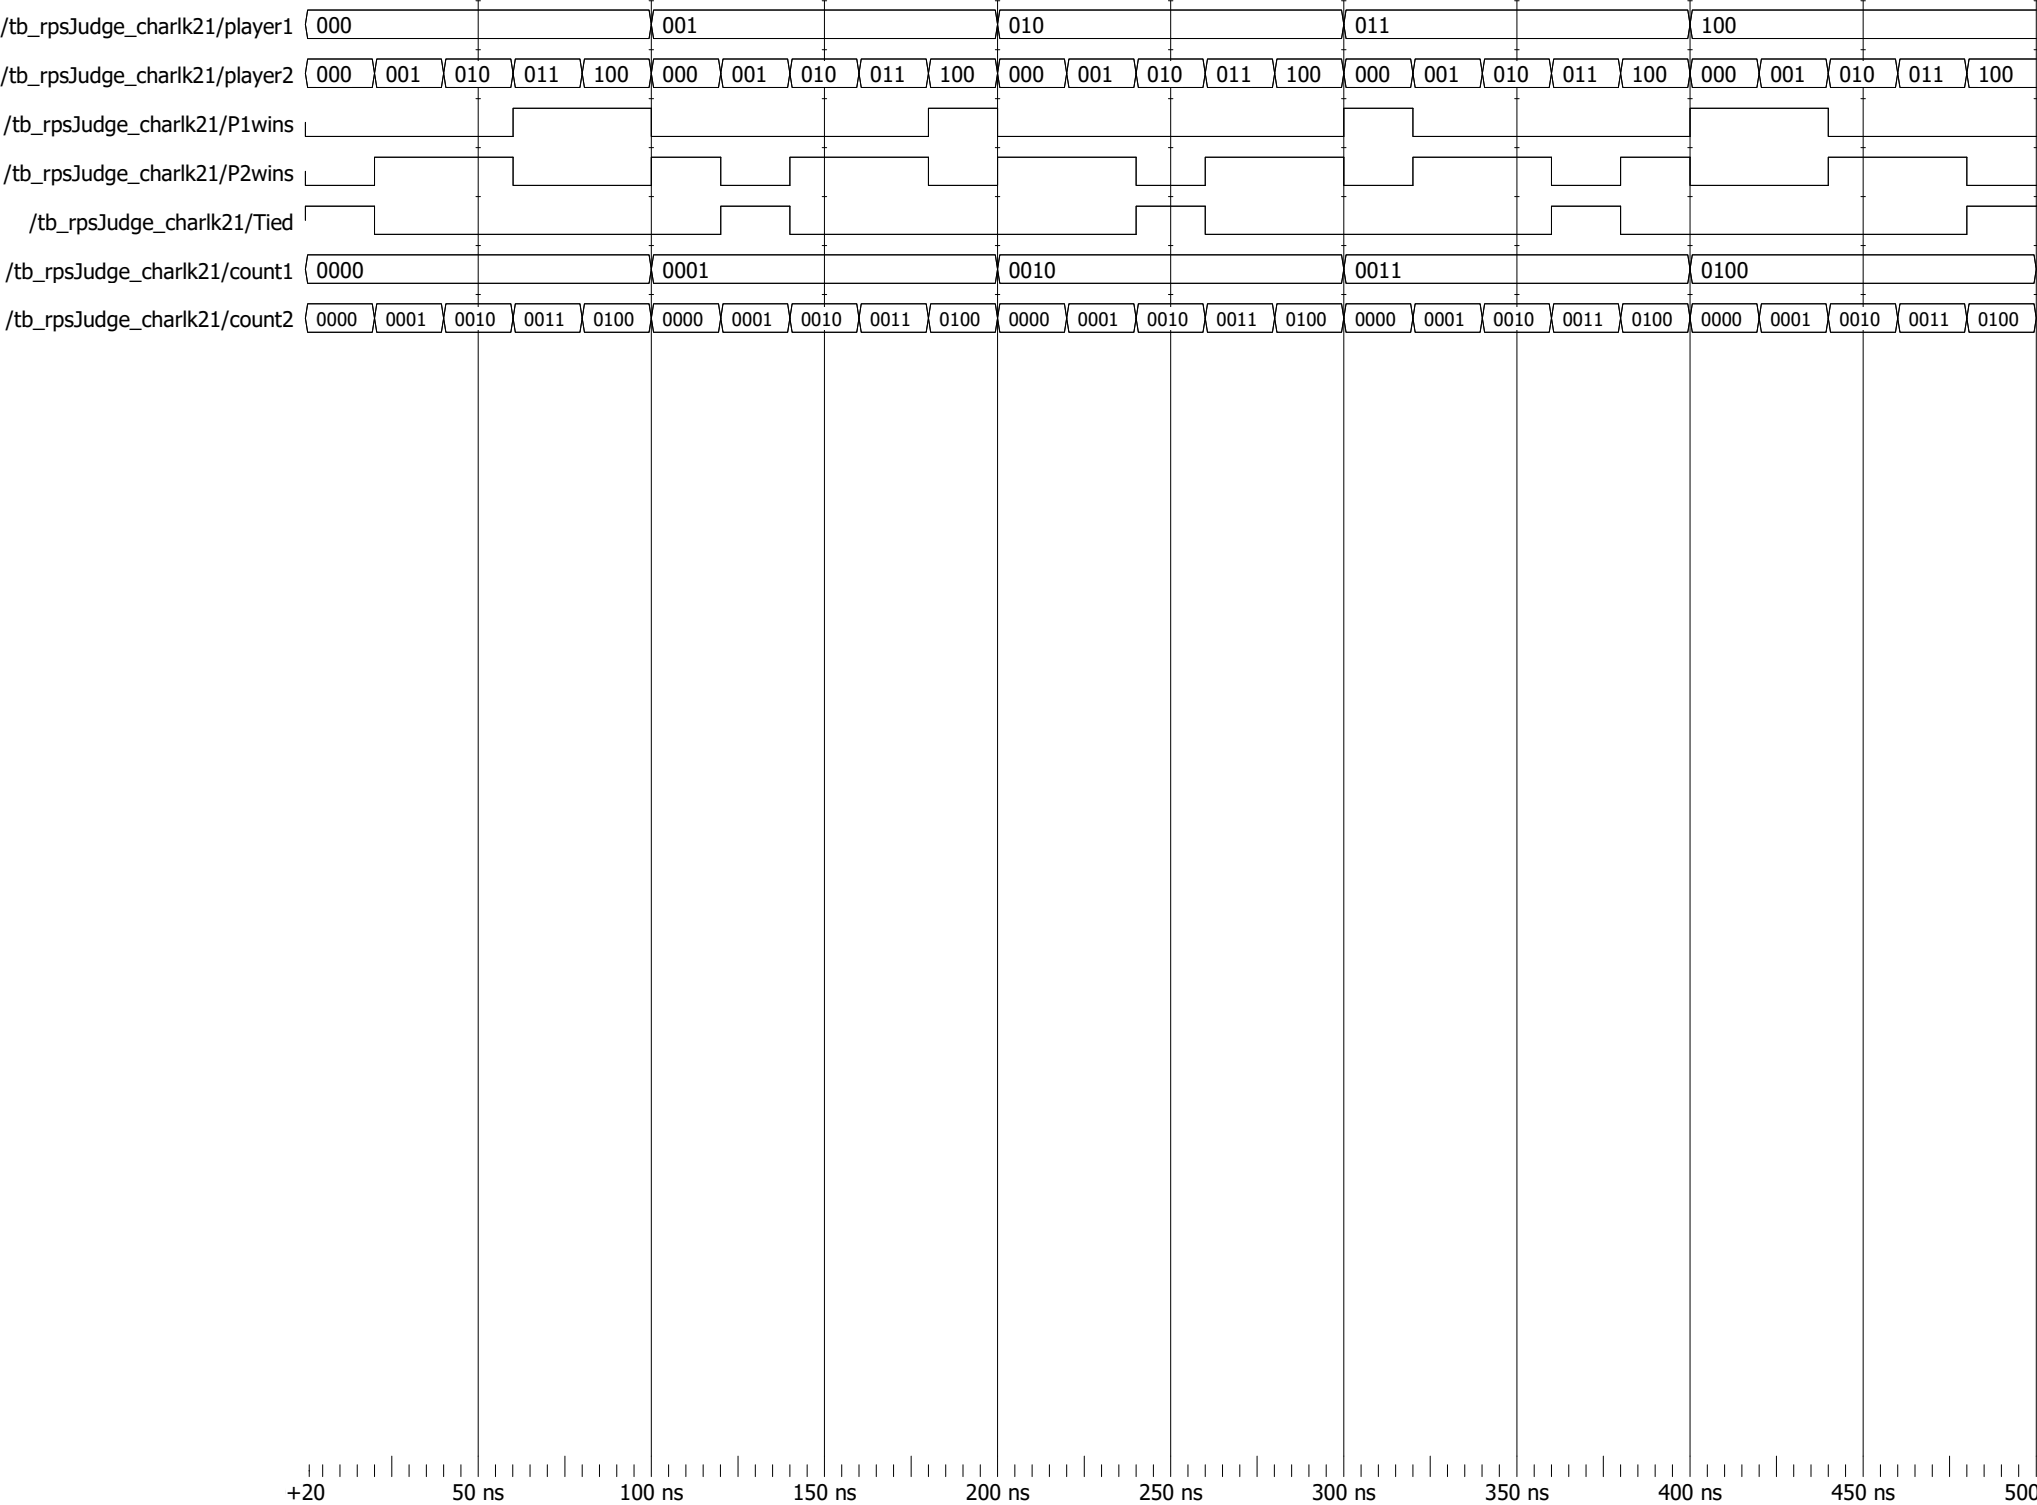 /tb_rpsJudge_charlk21/player1 000 001 010 011 100
/tb_rpsJudge_charlk21/player2 000 001 010 011 100 000 001 010 011 100 000 001 010 011 100 000 001 010 011 100 000 001 010 011 100
/tb_rpsJudge_charlk21/P1wins
/tb_rpsJudge_charlk21/P2wins
/tb_rpsJudge_charlk21/Tied
/tb_rpsJudge_charlk21/count1 0000 0001 0010 0011 0100
/tb_rpsJudge_charlk21/count2 0000 0001 0010 0011 0100 0000 0001 0010 0011 0100 0000 0001 0010 0011 0100 0000 0001 0010 0011 0100 0000 0001 0010 0011 0100
+20 50 ns 100 ns 150 ns 200 ns 250 ns 300 ns 350 ns 400 ns 450 ns 500